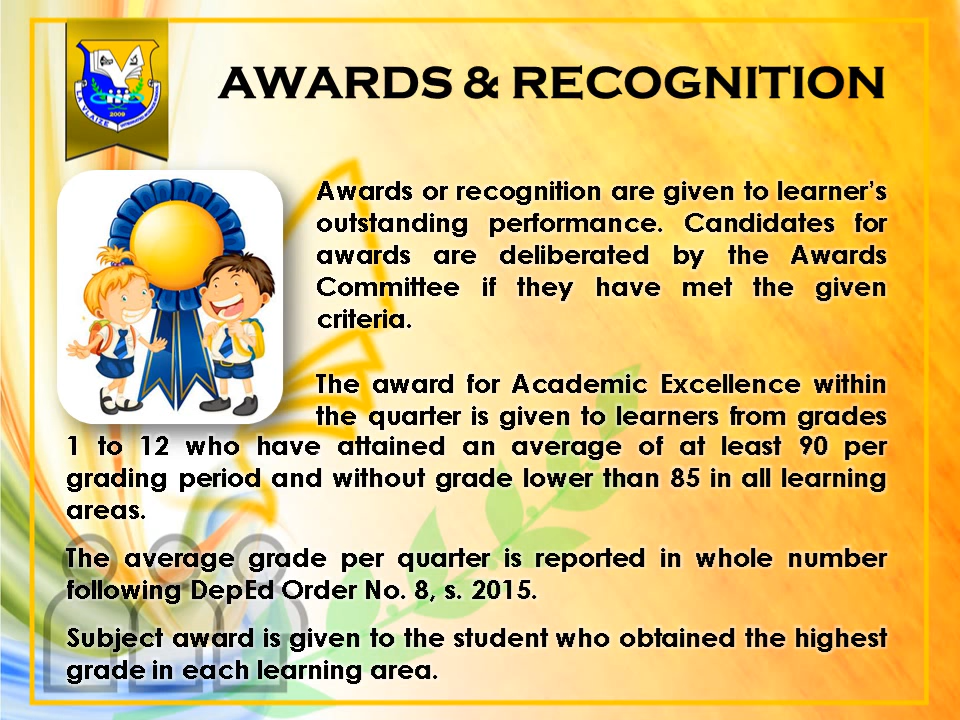 AWARDS & RECOGNITION
2009
Awards or recognition are given to learner's
outstanding performance. Candidates for
awards are deliberated by the Awards
Committee if they have met the given
criteria.
The award for Academic Excellence within
the quarter is given to learners from grades
1 to 12 who have attained an average of at least 90 per
grading period and without grade lower than 85 in all learning
areas.
The average grade per quarter is reported in whole number
following DepEd Order No. 8, s. 2015.
Subject award is given to the student who obtained the highest
grade in each learning area.